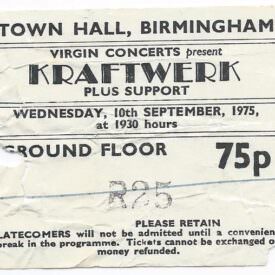 TOWN HALL, BIRMINGHAM
VIRGIN CONCERTS present
KRAFTWERK
PLUS SUPPORT
WEDNESDAY, 10th SEPTEMBER, 1975,
at 1930 hours
GROUND FLOOR 75p
R25
PLEASE RETAIN
LATECOMERS will not be admitted until a convenient
break in the programme. Tickets cannot be exchanged or
money refunded.